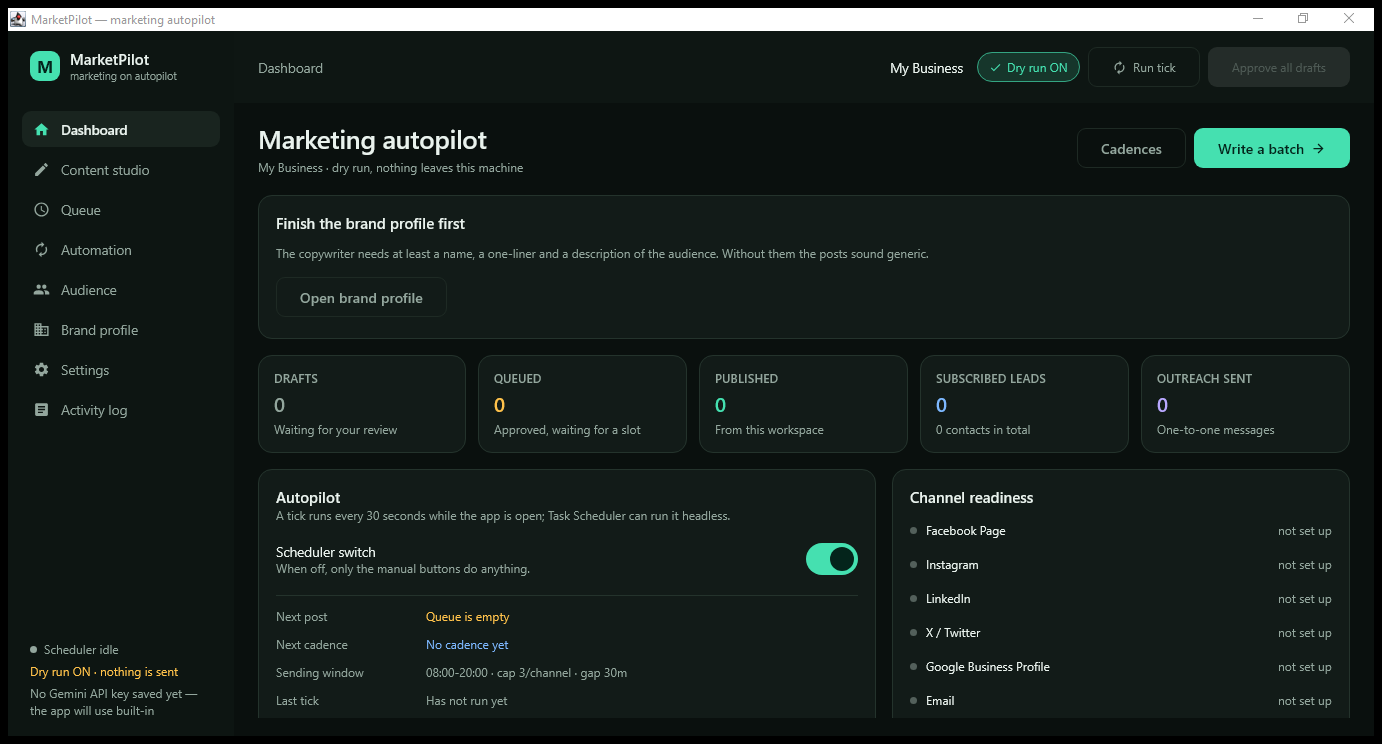 MarketPilot — marketing autopilot
M
MarketPilot
marketing on autopilot
Dashboard
Content studio
Queue
Automation
Audience
Brand profile
Settings
Activity log
Scheduler idle
Dry run ON · nothing is sent
No Gemini API key saved yet —
the app will use built-in
Dashboard
My Business
Dry run ON
Run tick
Approve all drafts
Marketing autopilot
My Business · dry run, nothing leaves this machine
Cadences
Write a batch
Finish the brand profile first
The copywriter needs at least a name, a one-liner and a description of the audience. Without them the posts sound generic.
Open brand profile
DRAFTS
0
Waiting for your review
QUEUED
0
Approved, waiting for a slot
PUBLISHED
0
From this workspace
SUBSCRIBED LEADS
0
0 contacts in total
OUTREACH SENT
0
One-to-one messages
Autopilot
A tick runs every 30 seconds while the app is open; Task Scheduler can run it headless.
Scheduler switch
When off, only the manual buttons do anything.
Next post Queue is empty
Next cadence No cadence yet
Sending window 08:00-20:00 · cap 3/channel · gap 30m
Last tick Has not run yet
Channel readiness
Facebook Page not set up
Instagram not set up
LinkedIn not set up
X / Twitter not set up
Google Business Profile not set up
Email not set up